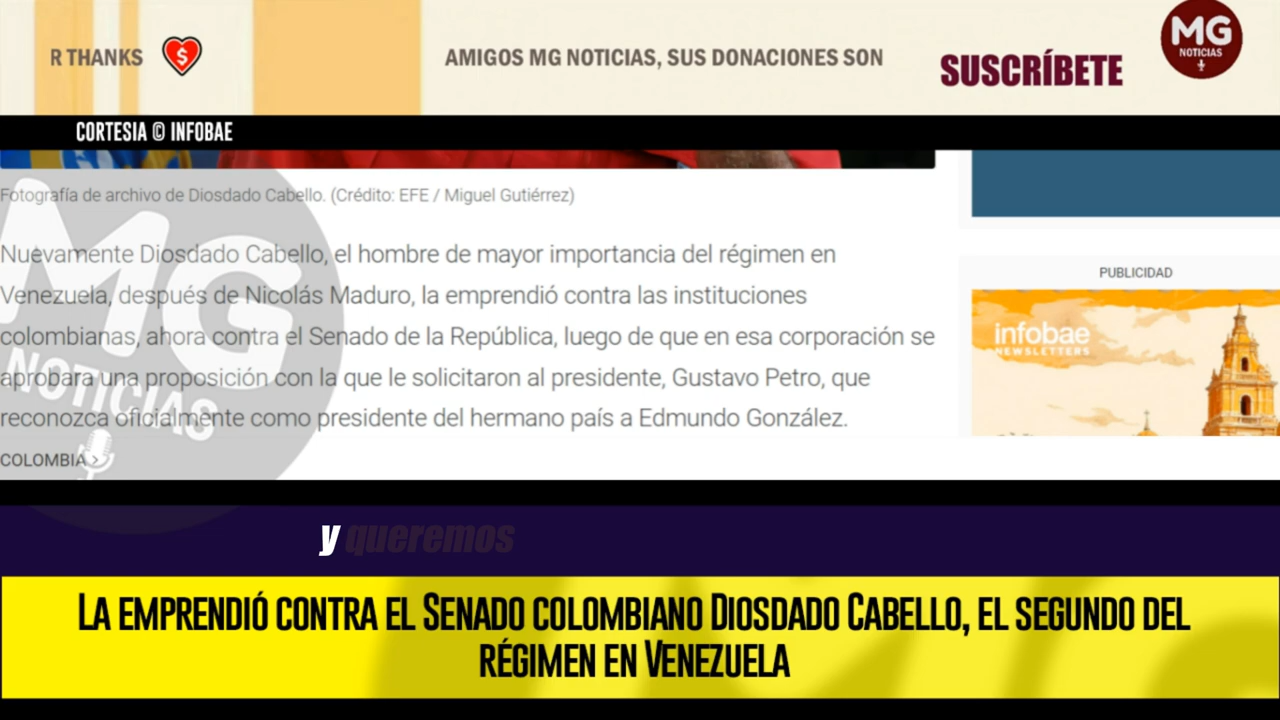 R THANKS
$
AMIGOS MG NOTICIAS, SUS DONACIONES SON
SUSCRÍBETE
MG
NOTICIAS
CORTESIA © INFOBAE
Fotografía de archivo de Diosdado Cabello. (Crédito: EFE / Miguel Gutiérrez)
Nuevamente Diosdado Cabello, el hombre de mayor importancia del régimen en
Venezuela, después de Nicolás Maduro, la emprendió contra las instituciones
colombianas, ahora contra el Senado de la República, luego de que en esa corporación se
aprobara una proposición con la que le solicitaron al presidente, Gustavo Petro, que
reconozca oficialmente como presidente del hermano país a Edmundo González.
COLOMBIA >
MG
NOTICIAS
PUBLICIDAD
infobae
NEWSLETTERS
y queremos
LA EMPRENDIÓ CONTRA EL SENADO COLOMBIANO DIOSDADO CABELLO, EL SEGUNDO DEL
RÉGIMEN EN VENEZUELA